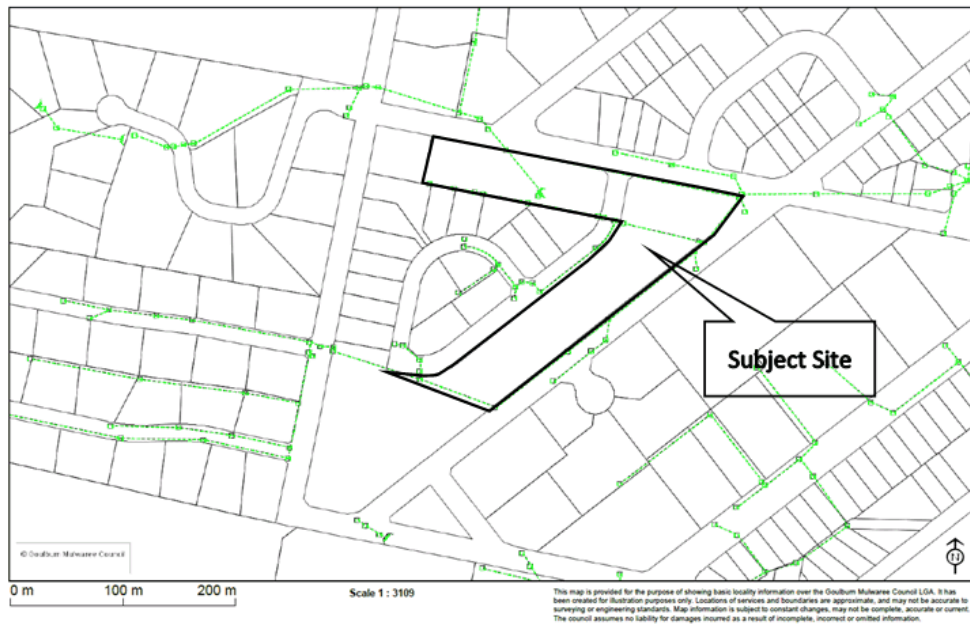 Subject Site
© Goulburn Mulwaree Council
0 m 100 m 200 m
Scale 1 : 3109
This map is provided for the purpose of showing basic locality information over the Goulburn Mulwaree Council LGA. It has
been created for illustration purposes only. Locations of services and boundaries are approximate, and may not be accurate to
surveying or engineering standards. Map information is subject to constant changes, may not be complete, accurate or current.
The council assumes no liability for damages incurred as a result of incomplete, incorrect or omitted information.